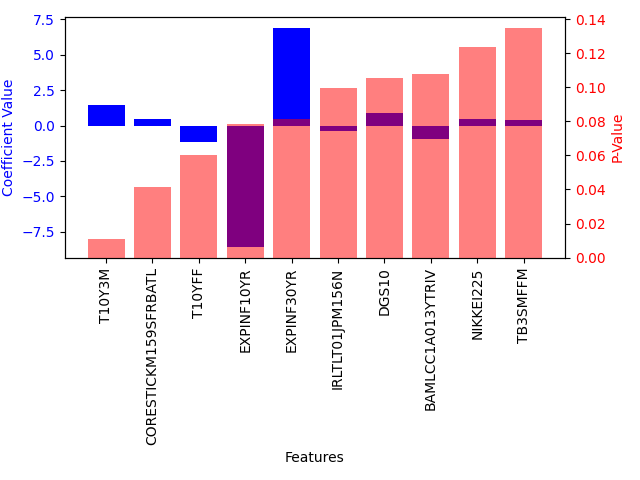 7.5
5.0
2.5
0.0
−2.5
−5.0
−7.5
Coefficient Value
0.14
0.12
0.10
0.08
0.06
0.04
0.02
0.00
P-Value
T10Y3M
CORESTICKM159SFRBATL
T10YFF
EXPINF10YR
EXPINF30YR
IRLTLT01JPM156N
DGS10
BAMLCC1A013YTRIV
NIKKEI225
TB3SMFFM
Features